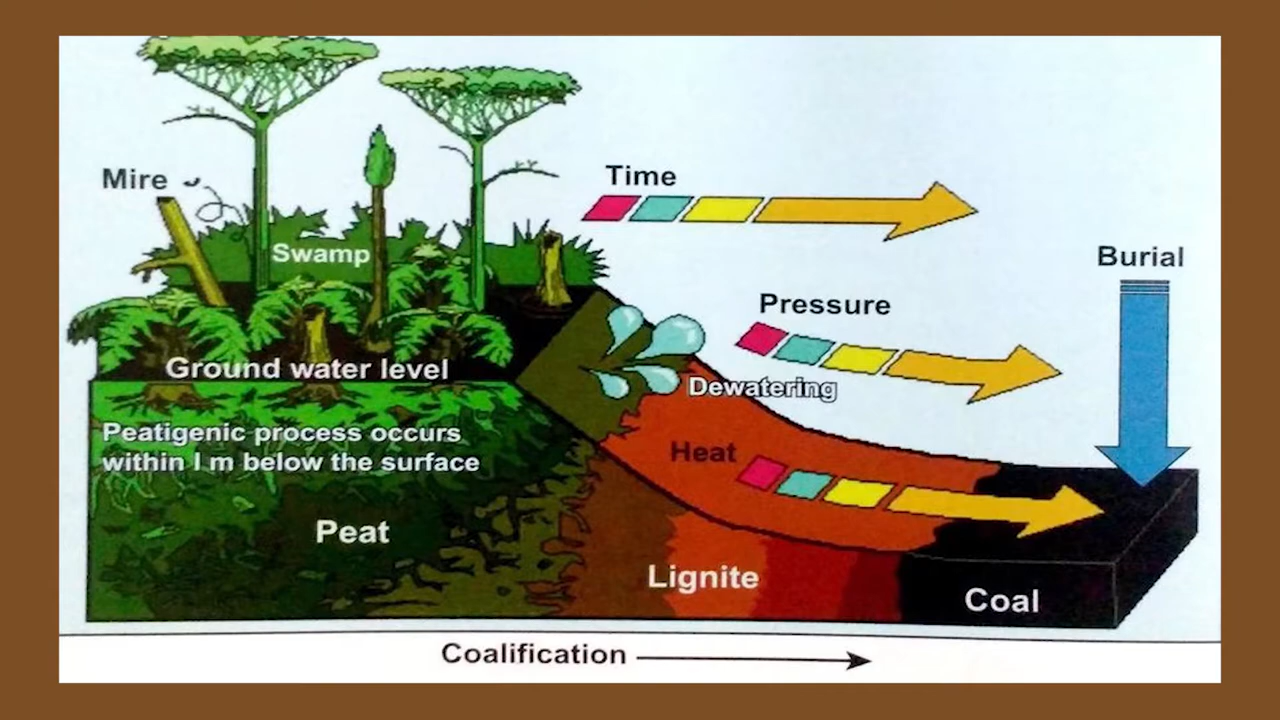 Mire
Time
Swamp
Burial
Pressure
Ground water level
Dewatering
Peatigenic process occurs
within I m below the surface
Heat
Peat
Lignite
Coal
Coalification